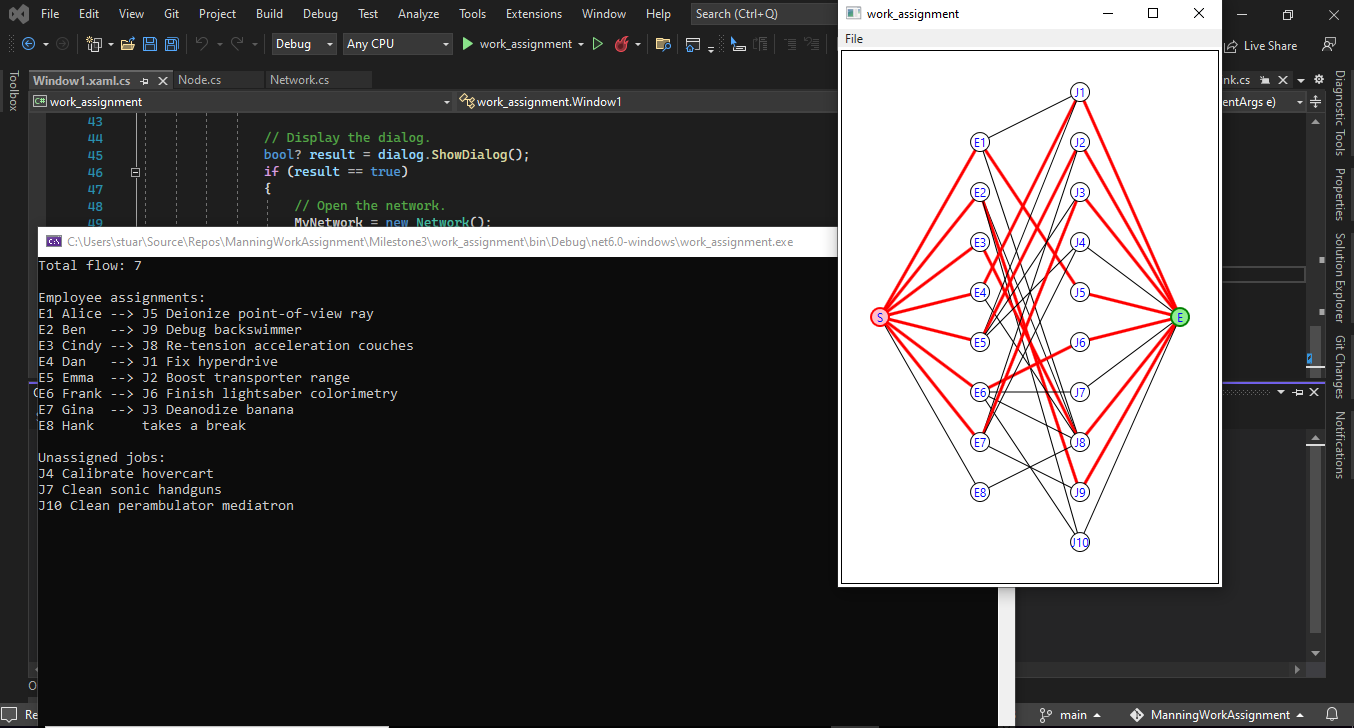 File Edit View Git Project Build Debug Test Analyze Tools Extensions Window Help Search (Ctrl+Q)
Debug Any CPU work_assignment Live Share
Window1.xaml.cs Node.cs Network.cs nk.cs
work_assignment work_assignment.Window1 entArgs e)
43
44 // Display the dialog.
45 bool? result = dialog.ShowDialog();
46 if (result == true)
47 {
48 // Open the network.
49 MyNetwork = new Network();
C:\Users\stuar\Source\Repos\ManningWorkAssignment\Milestone3\work_assignment\bin\Debug\net6.0-windows\work_assignment.exe
Total flow: 7
Employee assignments:
E1 Alice --> J5 Deionize point-of-view ray
E2 Ben --> J9 Debug backswimmer
E3 Cindy --> J8 Re-tension acceleration couches
E4 Dan --> J1 Fix hyperdrive
E5 Emma --> J2 Boost transporter range
E6 Frank --> J6 Finish lightsaber colorimetry
E7 Gina --> J3 Deanodize banana
E8 Hank takes a break
Unassigned jobs:
J4 Calibrate hovercart
J7 Clean sonic handguns
J10 Clean perambulator mediatron
work_assignment
File
J1
E1 J2
E2 J3
E3 J4
E4 J5
S E
E5 J6
E6 J7
E7 J8
E8 J9
J10
Toolbox
Diagnostic Tools
Properties
Solution Explorer
Git Changes
Notifications
Re main ManningWorkAssignment